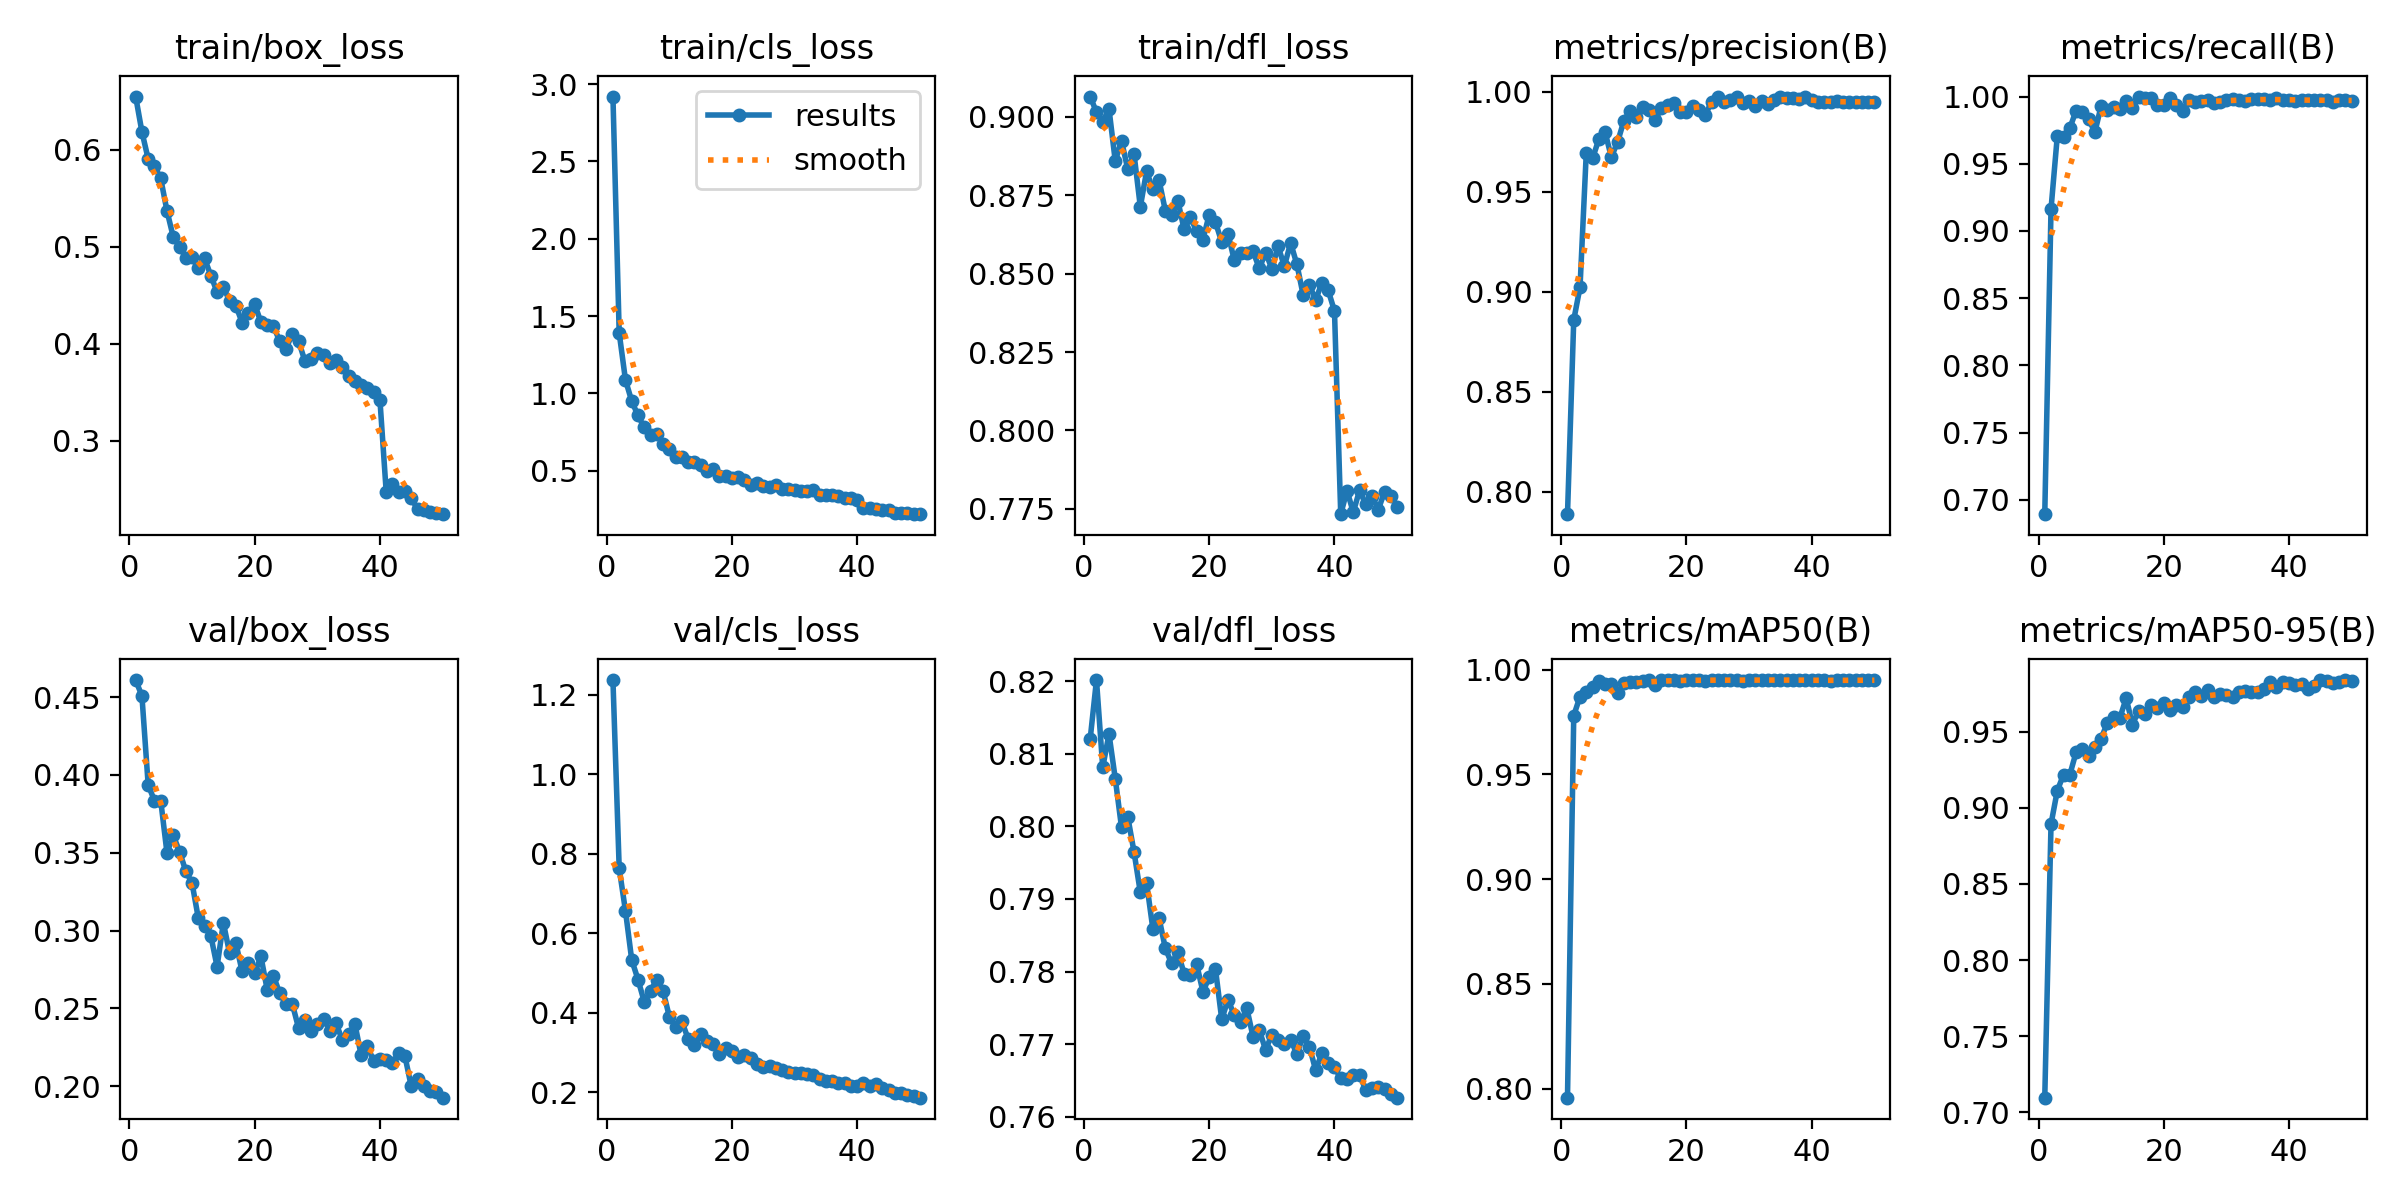 train/box_loss
0.6
0.5
0.4
0.3
0 20 40
train/cls_loss
3.0
2.5
2.0
1.5
1.0
0.5
0 20 40
results
smooth
train/dfl_loss
0.900
0.875
0.850
0.825
0.800
0.775
0 20 40
metrics/precision(B)
1.00
0.95
0.90
0.85
0.80
0 20 40
metrics/recall(B)
1.00
0.95
0.90
0.85
0.80
0.75
0.70
0 20 40
val/box_loss
0.45
0.40
0.35
0.30
0.25
0.20
0 20 40
val/cls_loss
1.2
1.0
0.8
0.6
0.4
0.2
0 20 40
val/dfl_loss
0.82
0.81
0.80
0.79
0.78
0.77
0.76
0 20 40
metrics/mAP50(B)
1.00
0.95
0.90
0.85
0.80
0 20 40
metrics/mAP50-95(B)
0.95
0.90
0.85
0.80
0.75
0.70
0 20 40